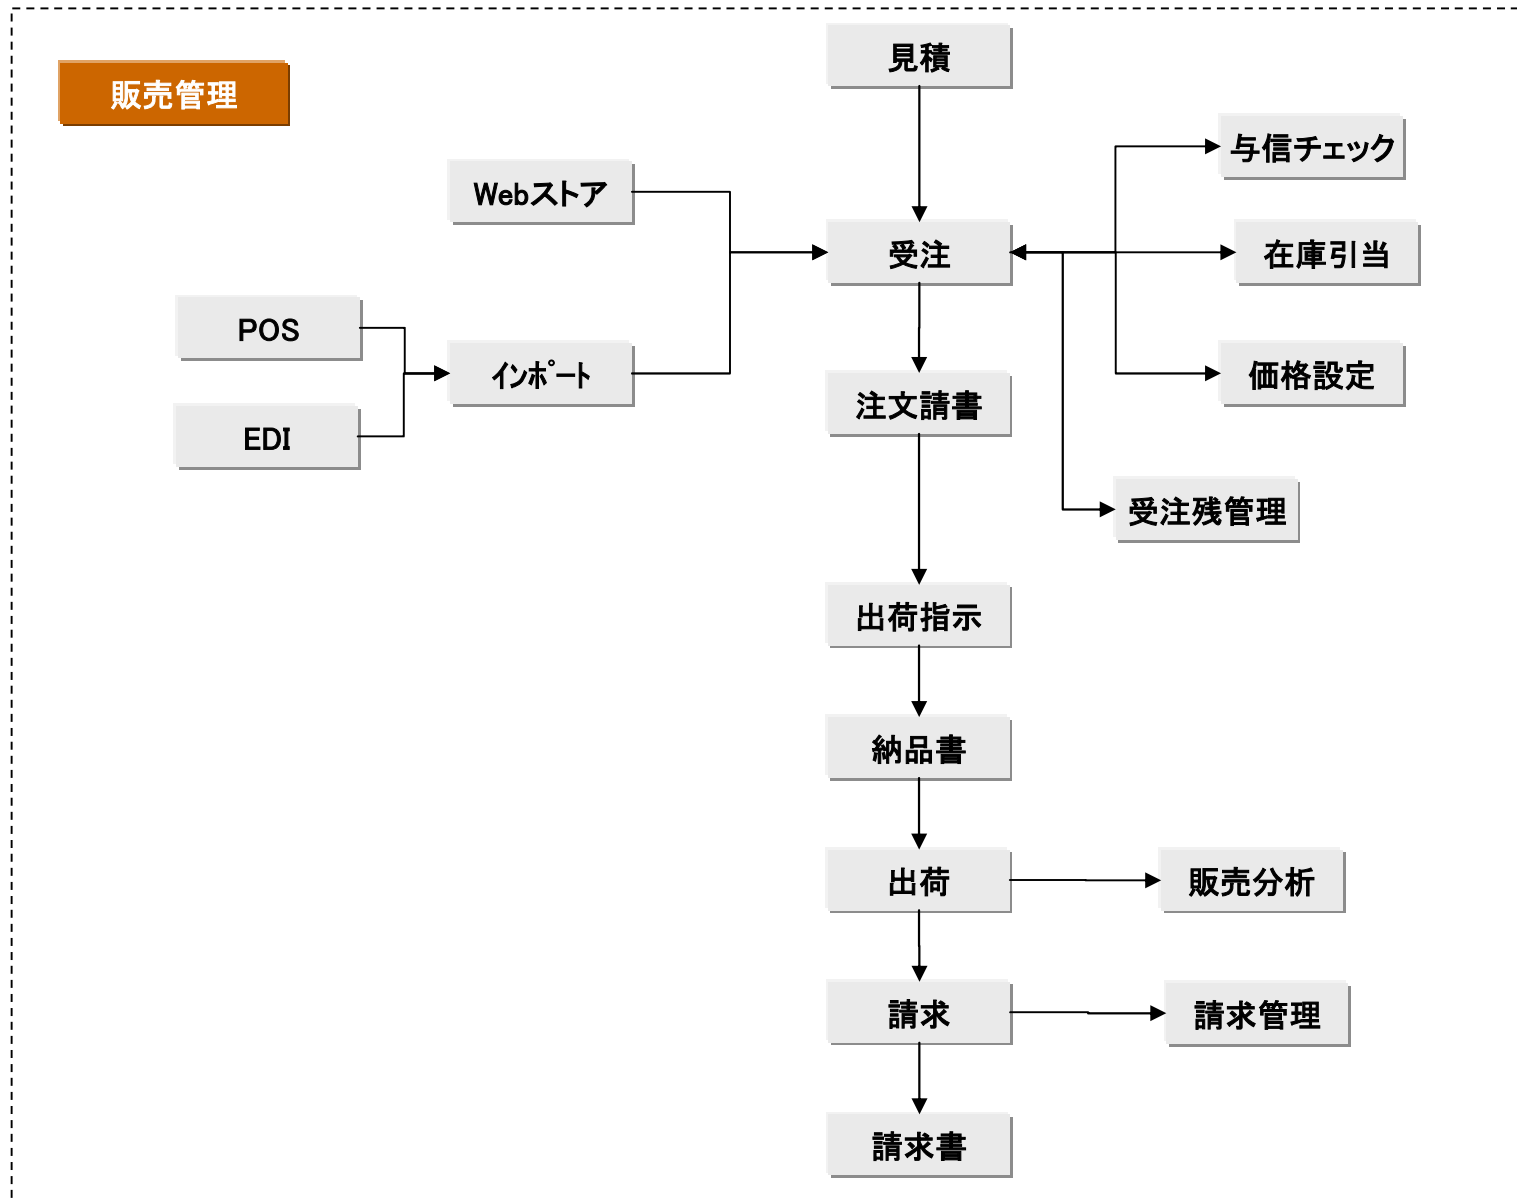 見積
販売管理
与信チェック
Webストア
受注
在庫引当
POS
インポート
価格設定
注文請書
EDI
受注残管理
出荷指示
納品書
出荷
販売分析
請求
請求管理
請求書